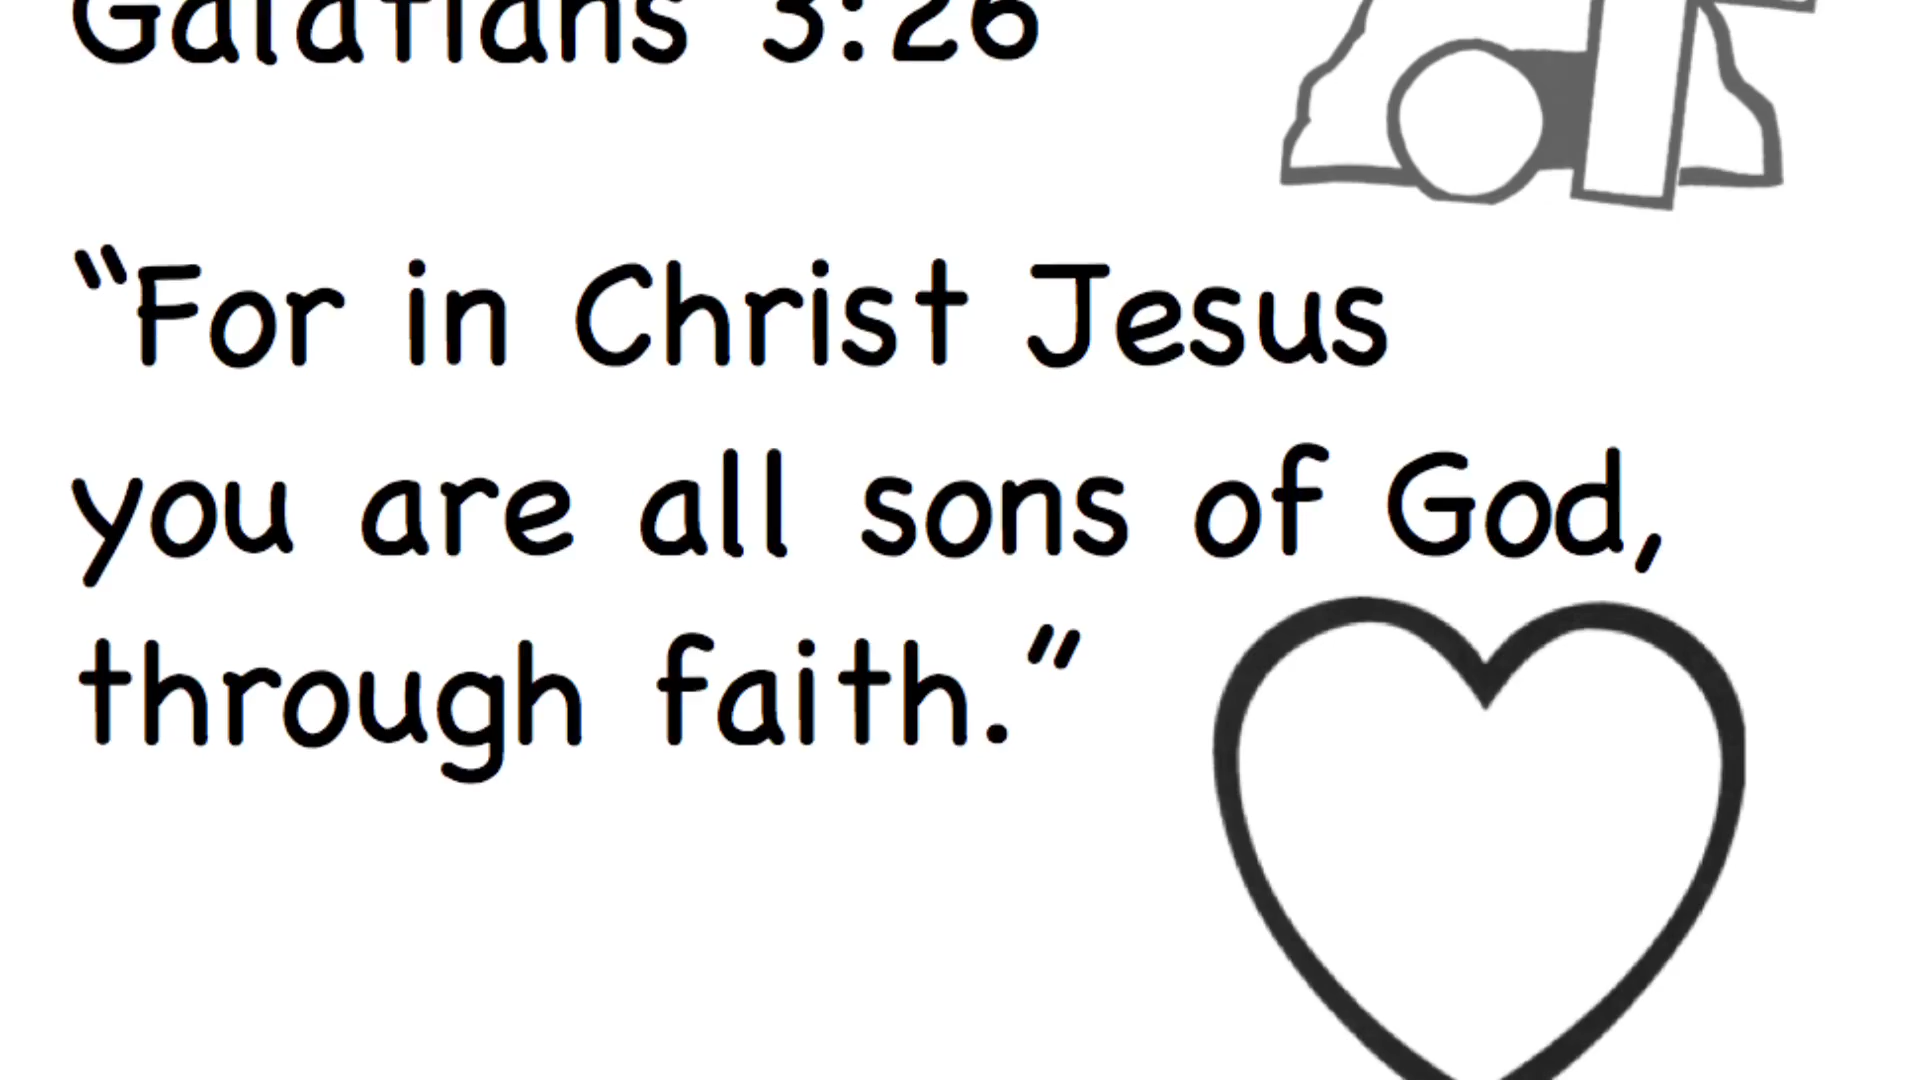 Galatians 3:26
“For in Christ Jesus
you are all sons of God,
through faith.”